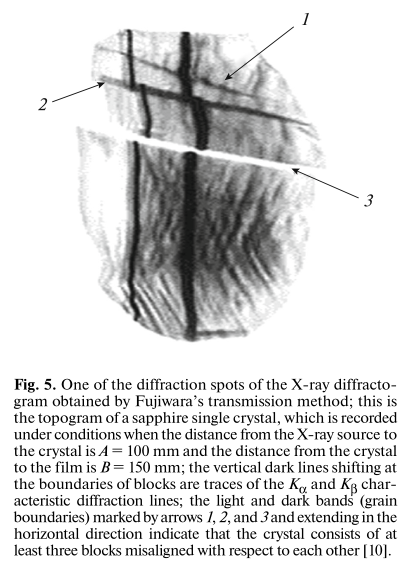 1
2
3
Fig. 5. One of the diffraction spots of the X-ray diffracto-
gram obtained by Fujiwara's transmission method; this is
the topogram of a sapphire single crystal, which is recorded
under conditions when the distance from the X-ray source to
the crystal is A = 100 mm and the distance from the crystal
to the film is B = 150 mm; the vertical dark lines shifting at
the boundaries of blocks are traces of the Kα and Kβ char-
acteristic diffraction lines; the light and dark bands (grain
boundaries) marked by arrows 1, 2, and 3 and extending in the
horizontal direction indicate that the crystal consists of at
least three blocks misaligned with respect to each other [10].